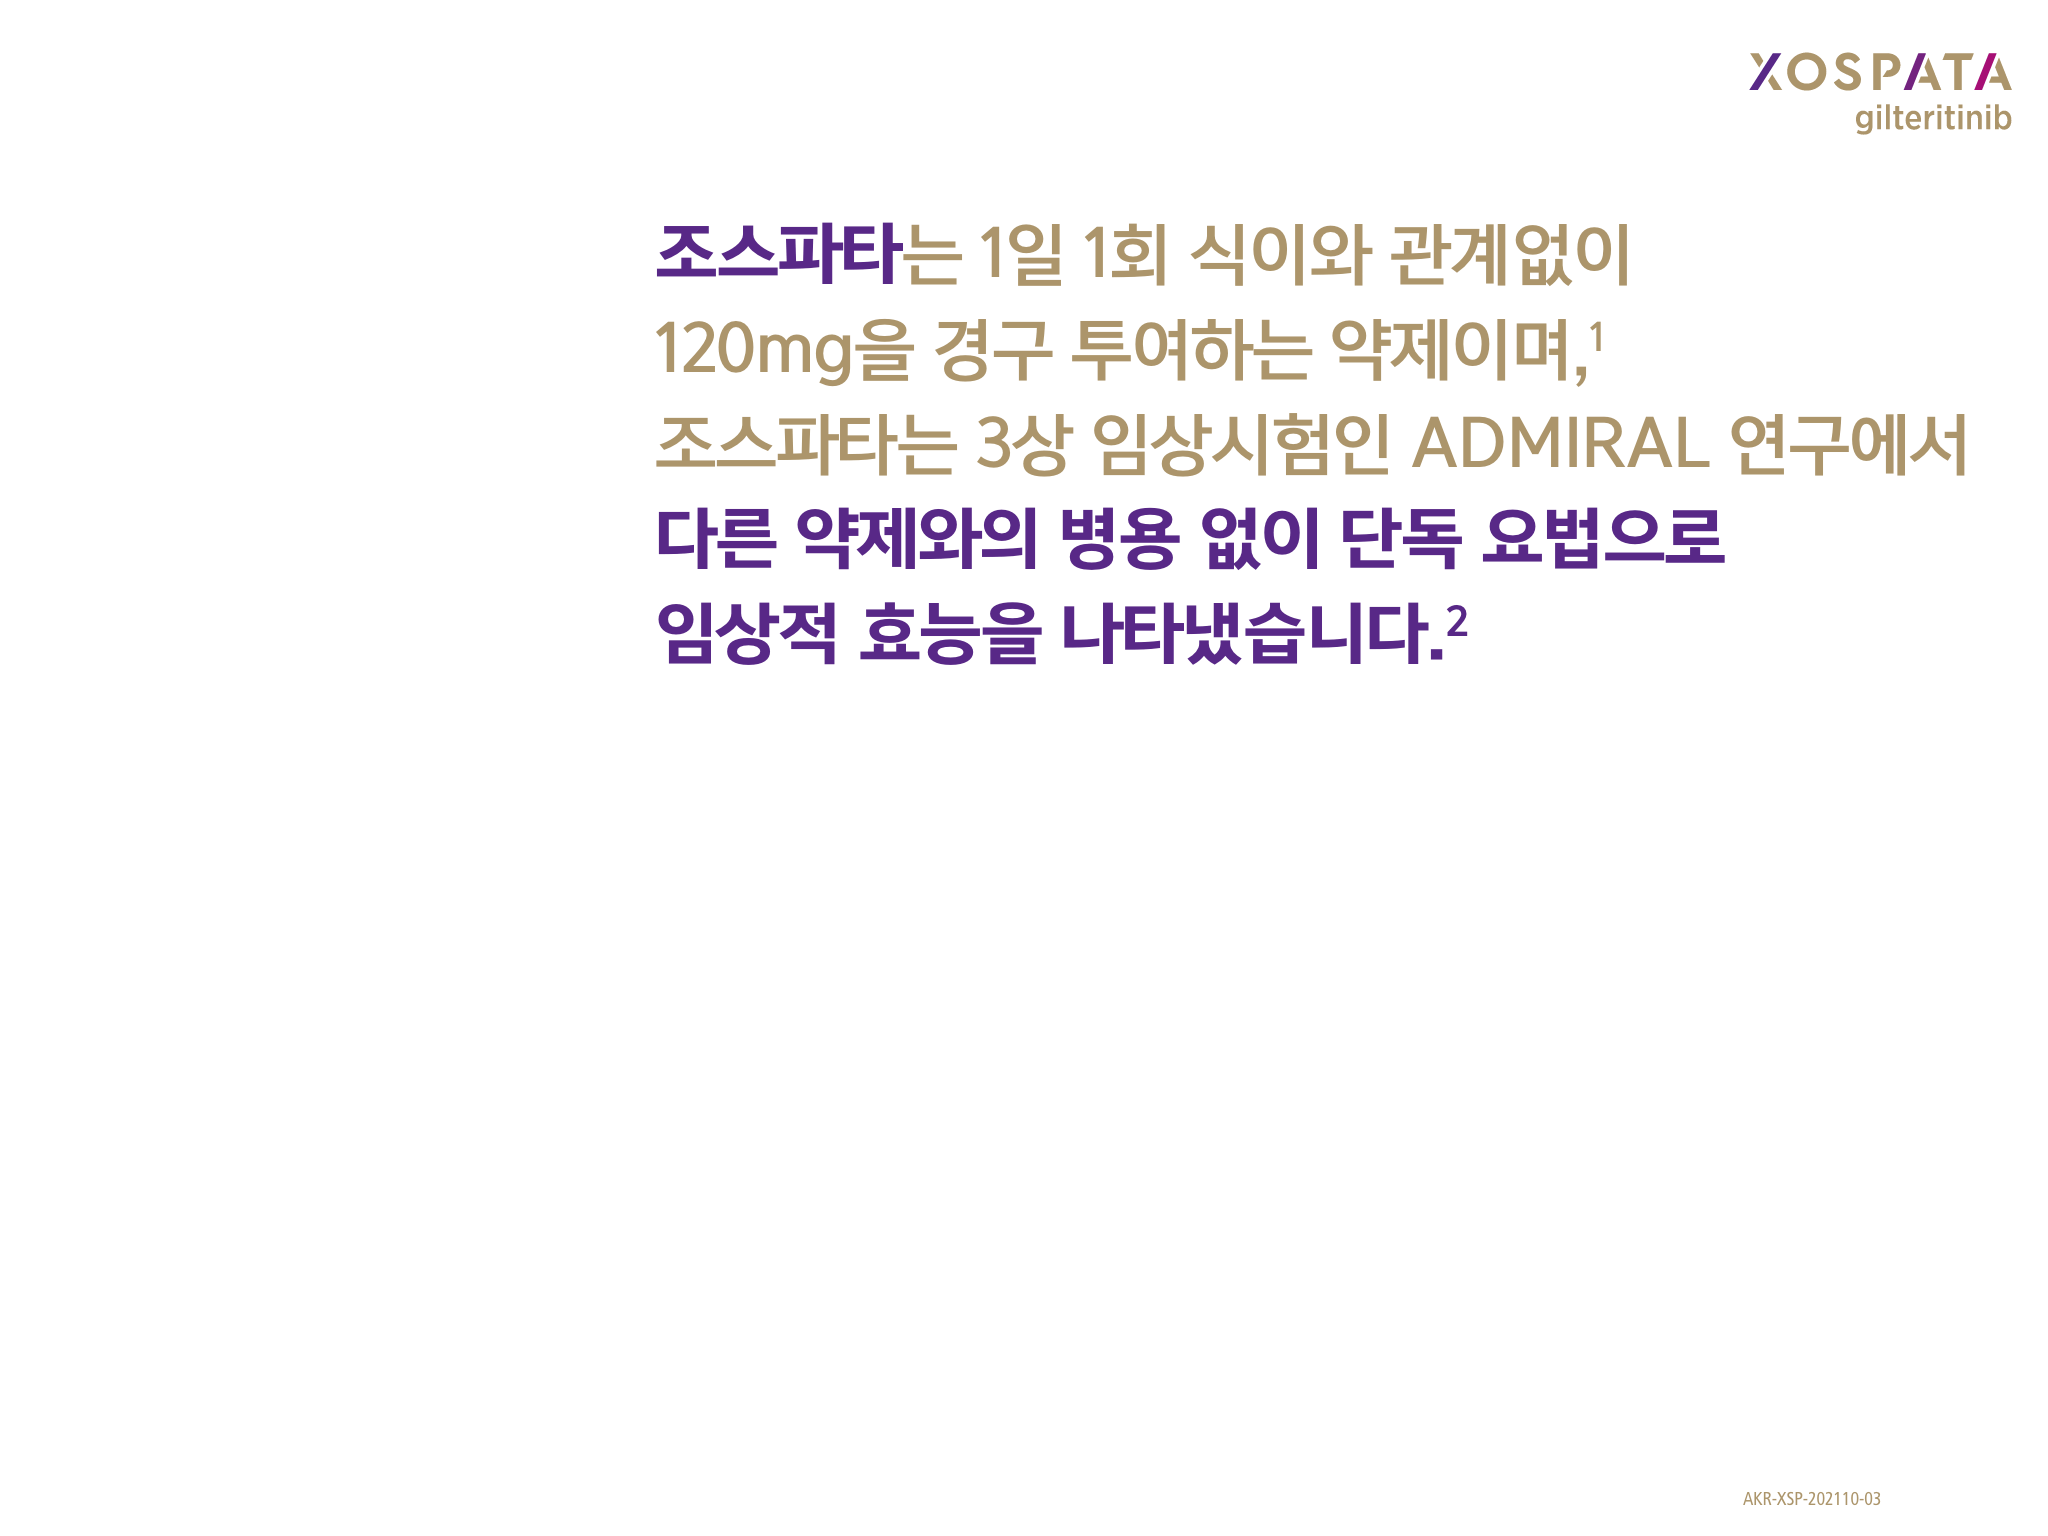 XOSPATA
gilteritinib
조스파타는 1일 1회 식이와 관계없이
120mg을 경구 투여하는 약제이며,1
조스파타는 3상 임상시험인 ADMIRAL 연구에서
다른 약제와의 병용 없이 단독 요법으로
임상적 효능을 나타냈습니다.2
AKR-XSP-202110-03